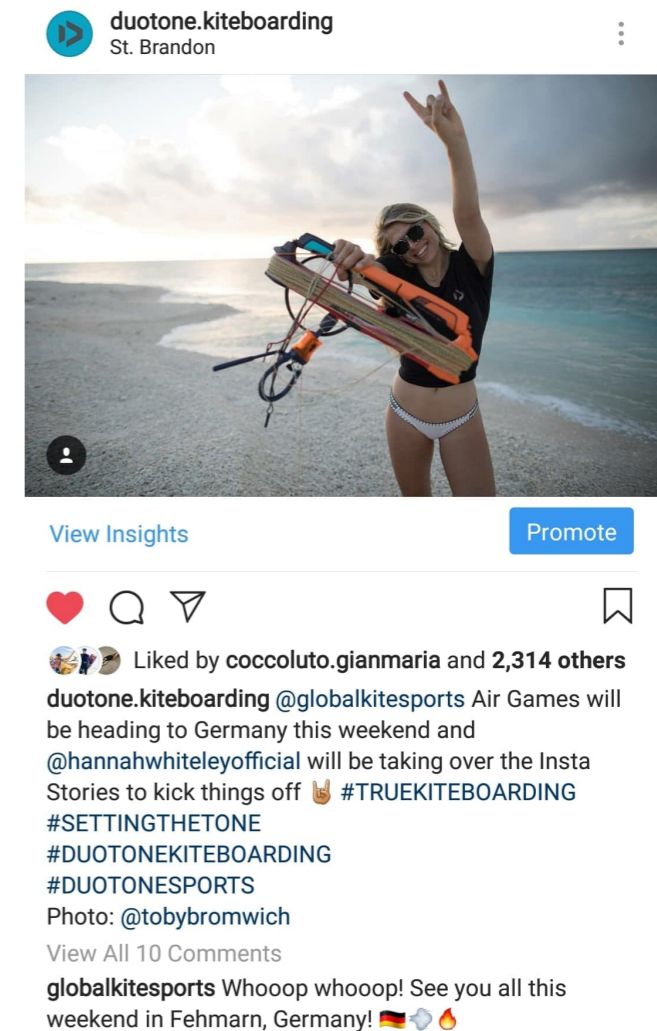 duotone.kiteboarding
St. Brandon
View Insights
Promote
Liked by coccoluto.gianmaria and 2,314 others
duotone.kiteboarding @globalkitesports Air Games will
be heading to Germany this weekend and
@hannahwhiteleyofficial will be taking over the Insta
Stories to kick things off 🤘🏼 #TRUEKITEBOARDING
#SETTINGTHETONE
#DUOTONEKITEBOARDING
#DUOTONESPORTS
Photo: @tobybromwich
View All 10 Comments
globalkitesports Whooop whooop! See you all this
weekend in Fehmarn, Germany! 🇩🇪💨🔥